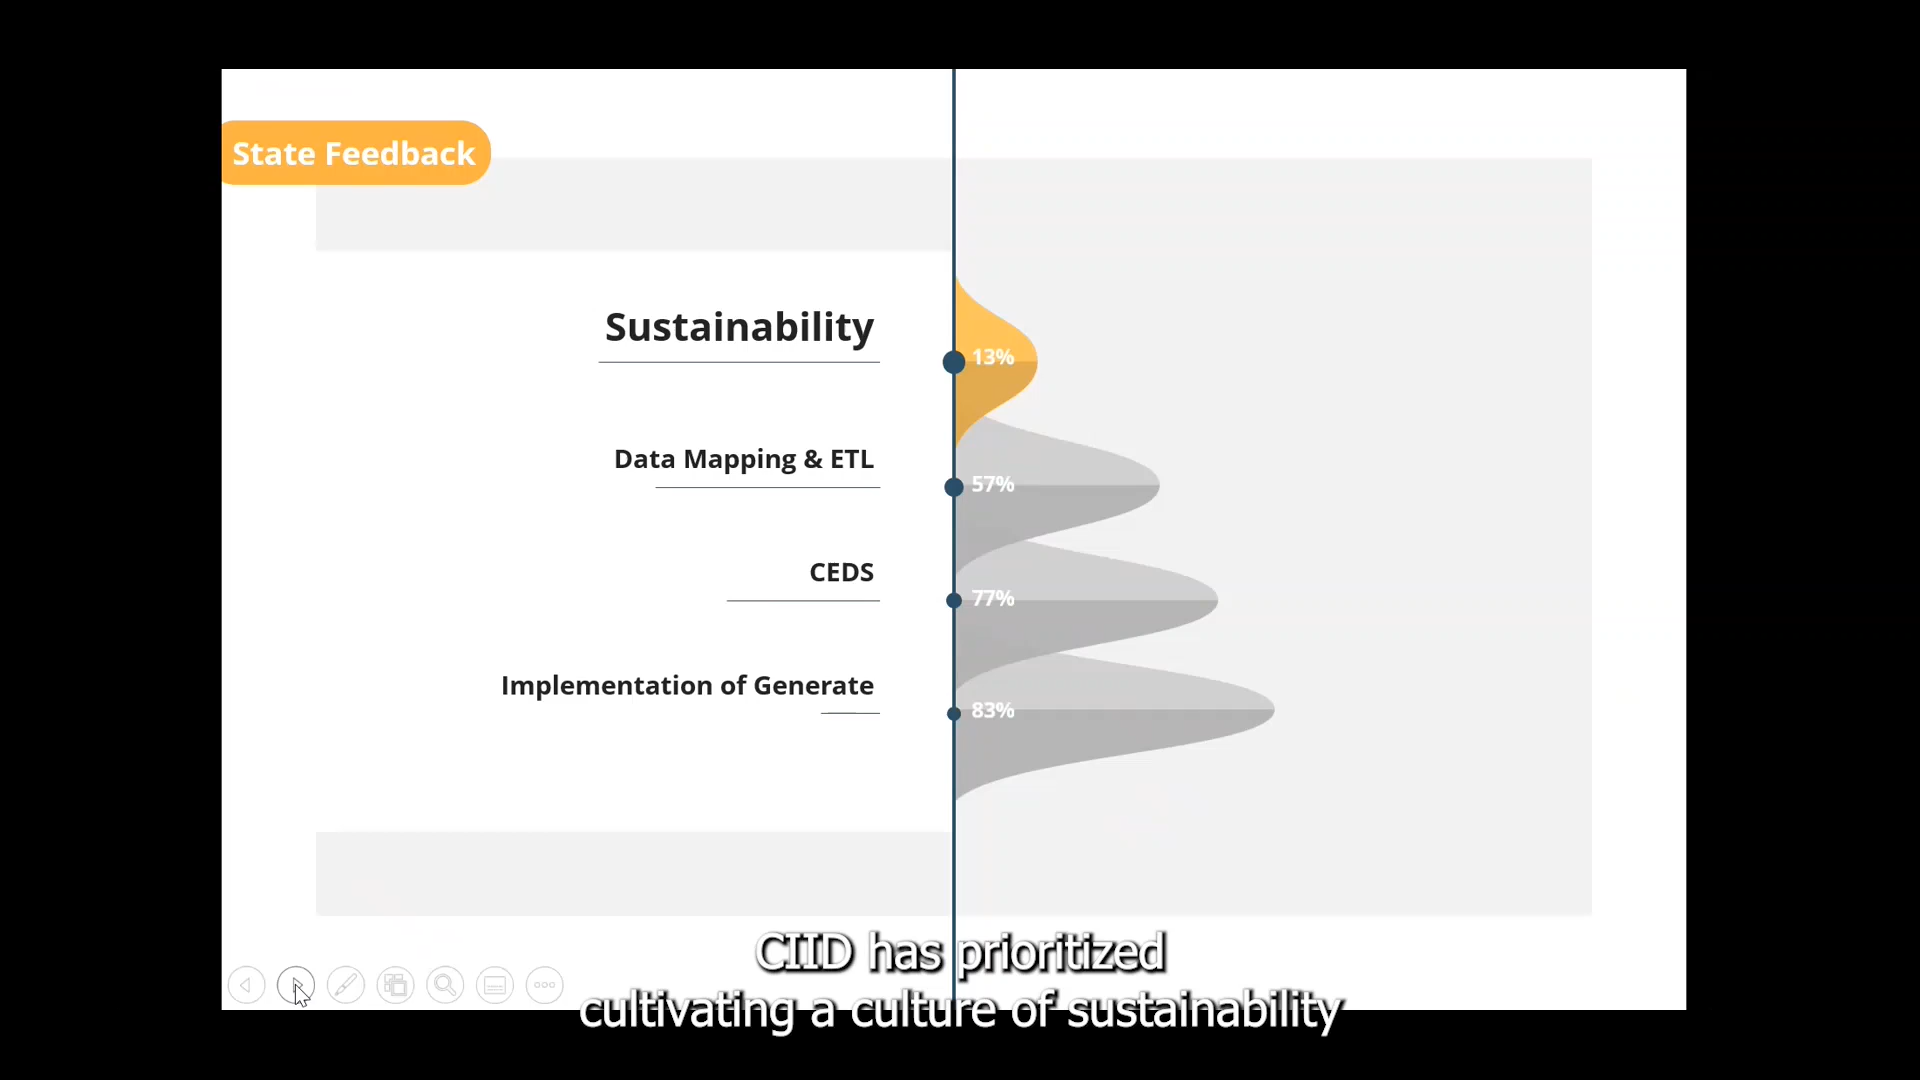 State Feedback
Sustainability
13%
Data Mapping & ETL
57%
CEDS
77%
Implementation of Generate
83%
CIID has prioritized
cultivating a culture of sustainability